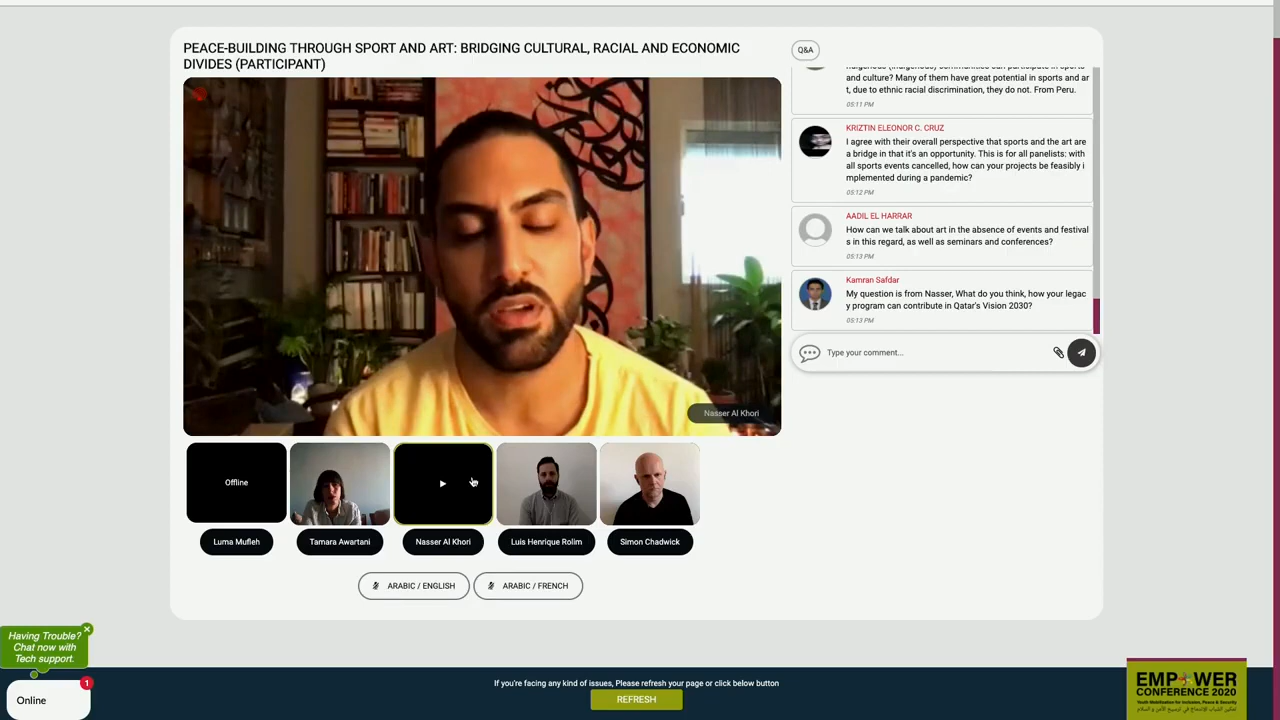 PEACE-BUILDING THROUGH SPORT AND ART: BRIDGING CULTURAL, RACIAL AND ECONOMIC
DIVIDES (PARTICIPANT)
Nasser Al Khori
Offline
Luma Mufleh
Tamara Awartani
Nasser Al Khori
Luis Henrique Rolim
Simon Chadwick
ARABIC / ENGLISH
ARABIC / FRENCH
Q&A
and culture? Many of them have great potential in sports and ar
t, due to ethnic racial discrimination, they do not. From Peru.
05:11 PM
KRIZTIN ELEONOR C. CRUZ
I agree with their overall perspective that sports and the art are
a bridge in that it's an opportunity. This is for all panelists: with
all sports events cancelled, how can your projects be feasibly i
mplemented during a pandemic?
05:12 PM
AADIL EL HARRAR
How can we talk about art in the absence of events and festival
s in this regard, as well as seminars and conferences?
05:13 PM
Kamran Safdar
My question is from Nasser, What do you think, how your legac
y program can contribute in Qatar's Vision 2030?
05:13 PM
Type your comment...
Having Trouble?
Chat now with
Tech support.
Online
1
If you're facing any kind of issues, Please refresh your page or click below button
REFRESH
EMPOWER
CONFERENCE 2020
Youth Mobilisation for Inclusion, Peace & Security